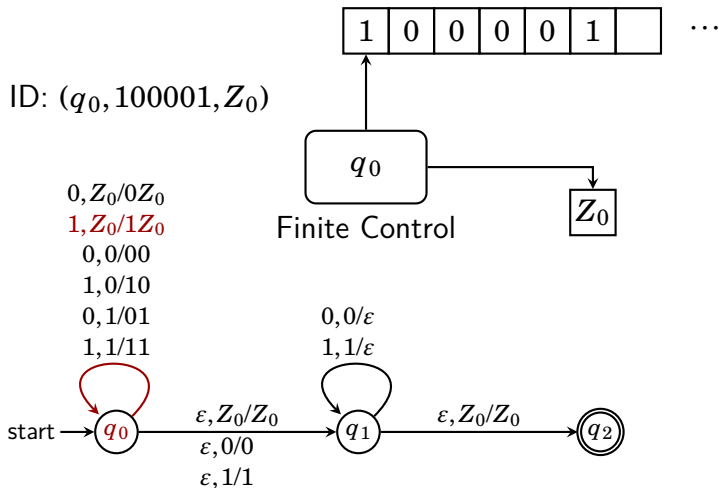 1 0 0 0 0 1 ⋯
ID: (q₀, 100001, Z₀)
q₀
Z₀
Finite Control
0, Z₀/0Z₀
1, Z₀/1Z₀
0, 0/00
1, 0/10
0, 1/01
1, 1/11
0, 0/ε
1, 1/ε
start
q₀
ε, Z₀/Z₀
ε, 0/0
ε, 1/1
q₁
ε, Z₀/Z₀
q₂